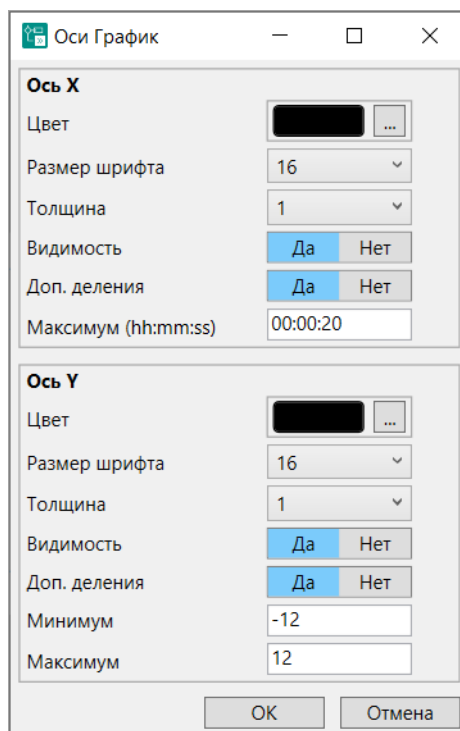 Оси График
Ось X
Цвет ...
Размер шрифта 16
Толщина 1
Видимость Да Нет
Доп. деления Да Нет
Максимум (hh:mm:ss) 00:00:20
Ось Y
Цвет ...
Размер шрифта 16
Толщина 1
Видимость Да Нет
Доп. деления Да Нет
Минимум -12
Максимум 12
OK Отмена